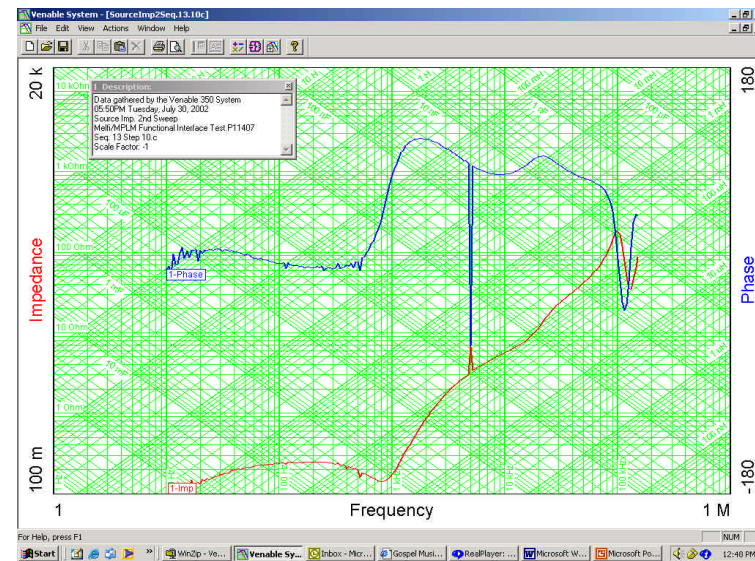 Venable System - [SourceImp2Seq.13.10c]
File Edit View Actions Window Help
20 k
180
1 Description:
Data gathered by the Venable 350 System
05:50PM Tuesday, July 30, 2002
Source Imp. 2nd Sweep
Melfi/MPLM Functional Interface Test P11407
Seq. 13 Step 10.c
Scale Factor: -1
10 kOhm
1 kOhm
100 Ohm
10 Ohm
1 Ohm
Impedance
Phase
1-Phase
1-Imp
100 m
-180
1
Frequency
1 M
For Help, press F1
NUM
Start
WinZip - Ve...
Venable Sy...
Inbox - Micr...
Gospel Musi...
RealPlayer: ...
Microsoft W...
Microsoft Po...
12:48 PM